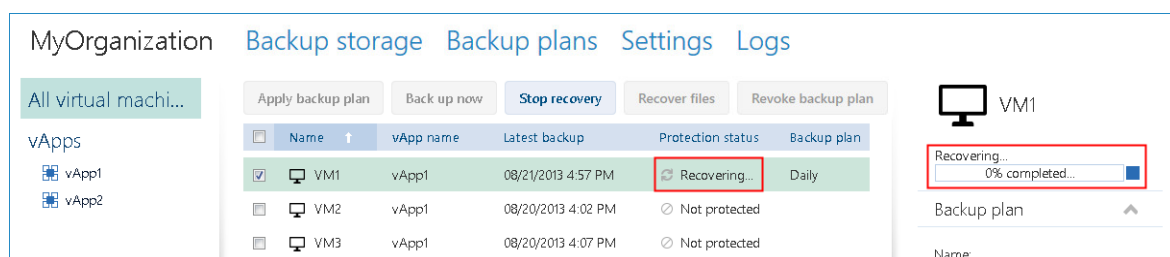 MyOrganization Backup storage Backup plans Settings Logs
All virtual machi... Apply backup plan Back up now Stop recovery Recover files Revoke backup plan VM1
vApps Name vApp name Latest backup Protection status Backup plan
Recovering...
vApp1 VM1 vApp1 08/21/2013 4:57 PM Recovering... Daily 0% completed...
vApp2 VM2 vApp1 08/20/2013 4:02 PM Not protected Backup plan
VM3 vApp1 08/20/2013 4:07 PM Not protected
Name: